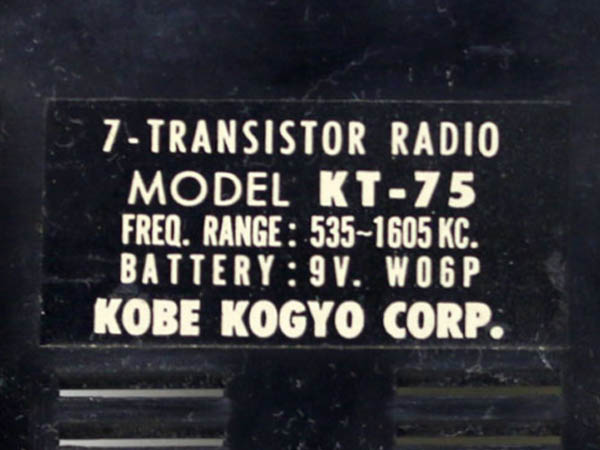 7-TRANSISTOR RADIO
MODEL KT-75
FREQ. RANGE: 535~1605 KC.
BATTERY: 9V. W06P
KOBE KOGYO CORP.